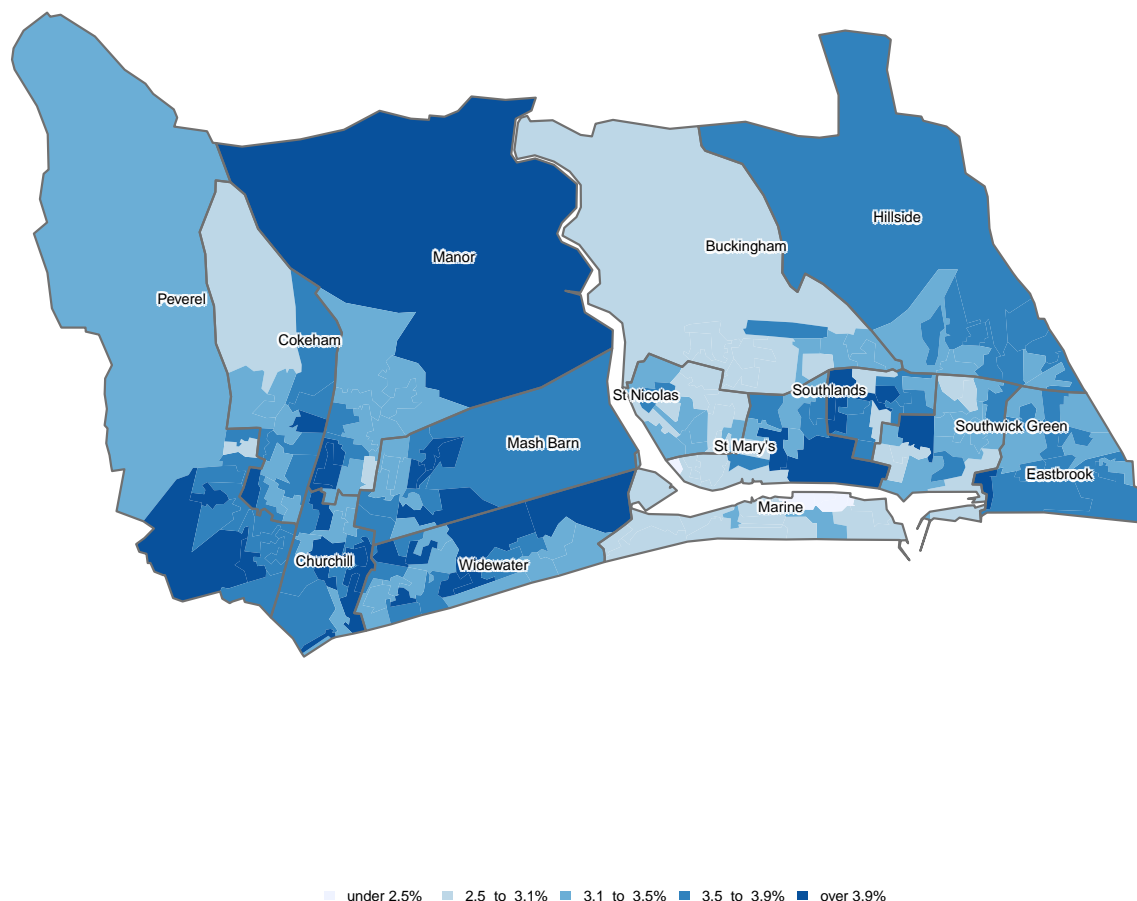 Hillside
Buckingham
Manor
Peverel
Cokeham
Southlands
St Nicolas
Southwick Green
Mash Barn
St Mary's
Eastbrook
Marine
Churchill
Widewater
under 2.5% 2.5 to 3.1% 3.1 to 3.5% 3.5 to 3.9% over 3.9%